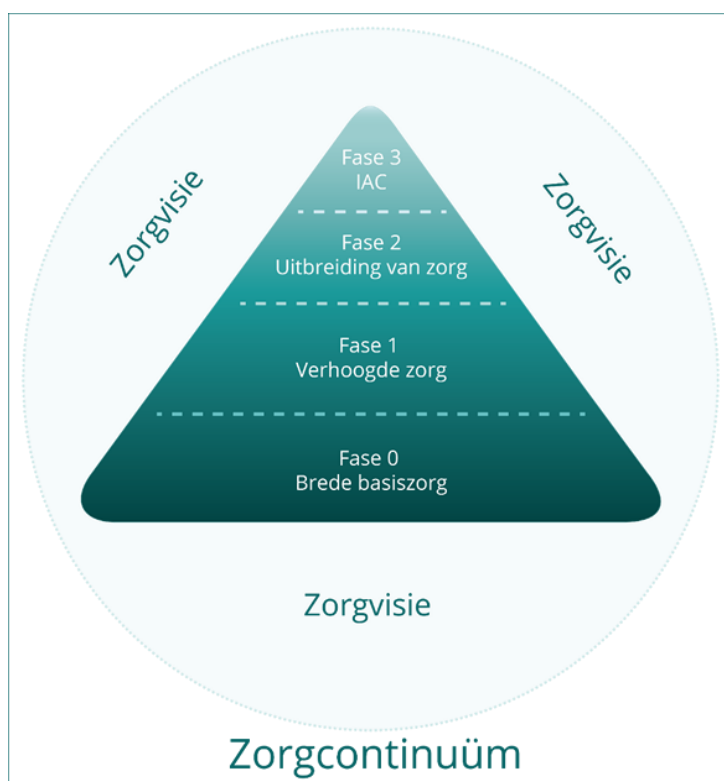 Fase 3
IAC
Zorgvisie
Zorgvisie
Fase 2
Uitbreiding van zorg
Fase 1
Verhoogde zorg
Fase 0
Brede basiszorg
Zorgvisie
Zorgcontinuüm